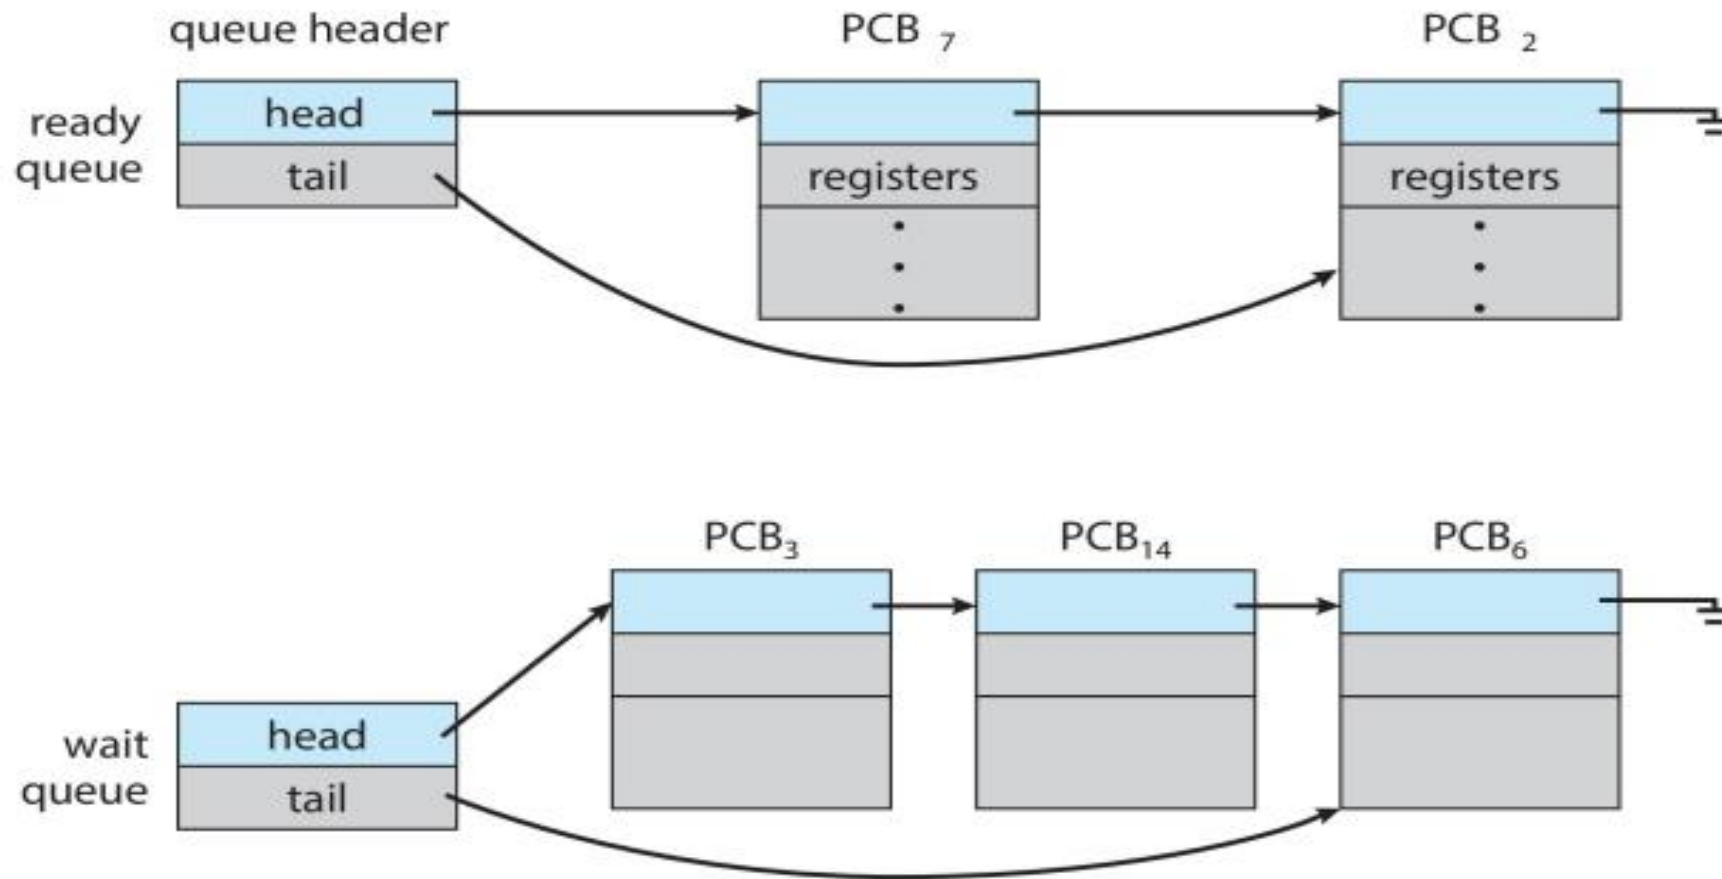 queue header PCB 7 PCB 2
ready
queue
head
tail
registers registers
PCB3 PCB14 PCB6
wait
queue
head
tail